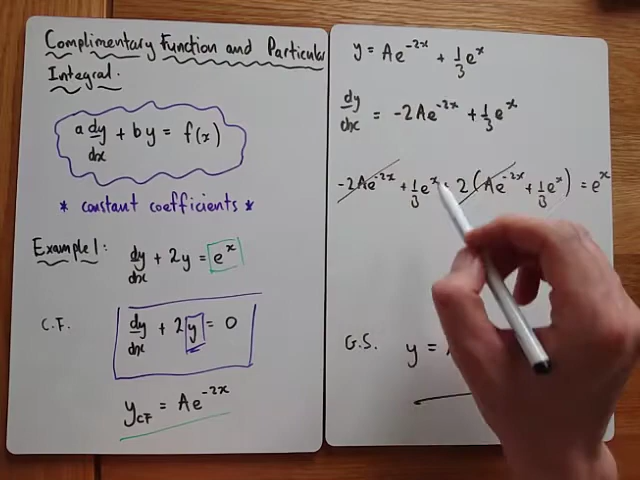 Complimentary Function and Particular
Integral.
a dy/dx + by = f(x)
* constant coefficients *
Example 1: dy/dx + 2y = e^x
C.F. dy/dx + 2y = 0
y_CF = Ae^-2x
y = Ae^-2x + 1/3 e^x
dy/dx = -2Ae^-2x + 1/3 e^x
-2Ae^-2x + 1/3 e^x + 2(Ae^-2x + 1/3 e^x) = e^x
G.S. y =